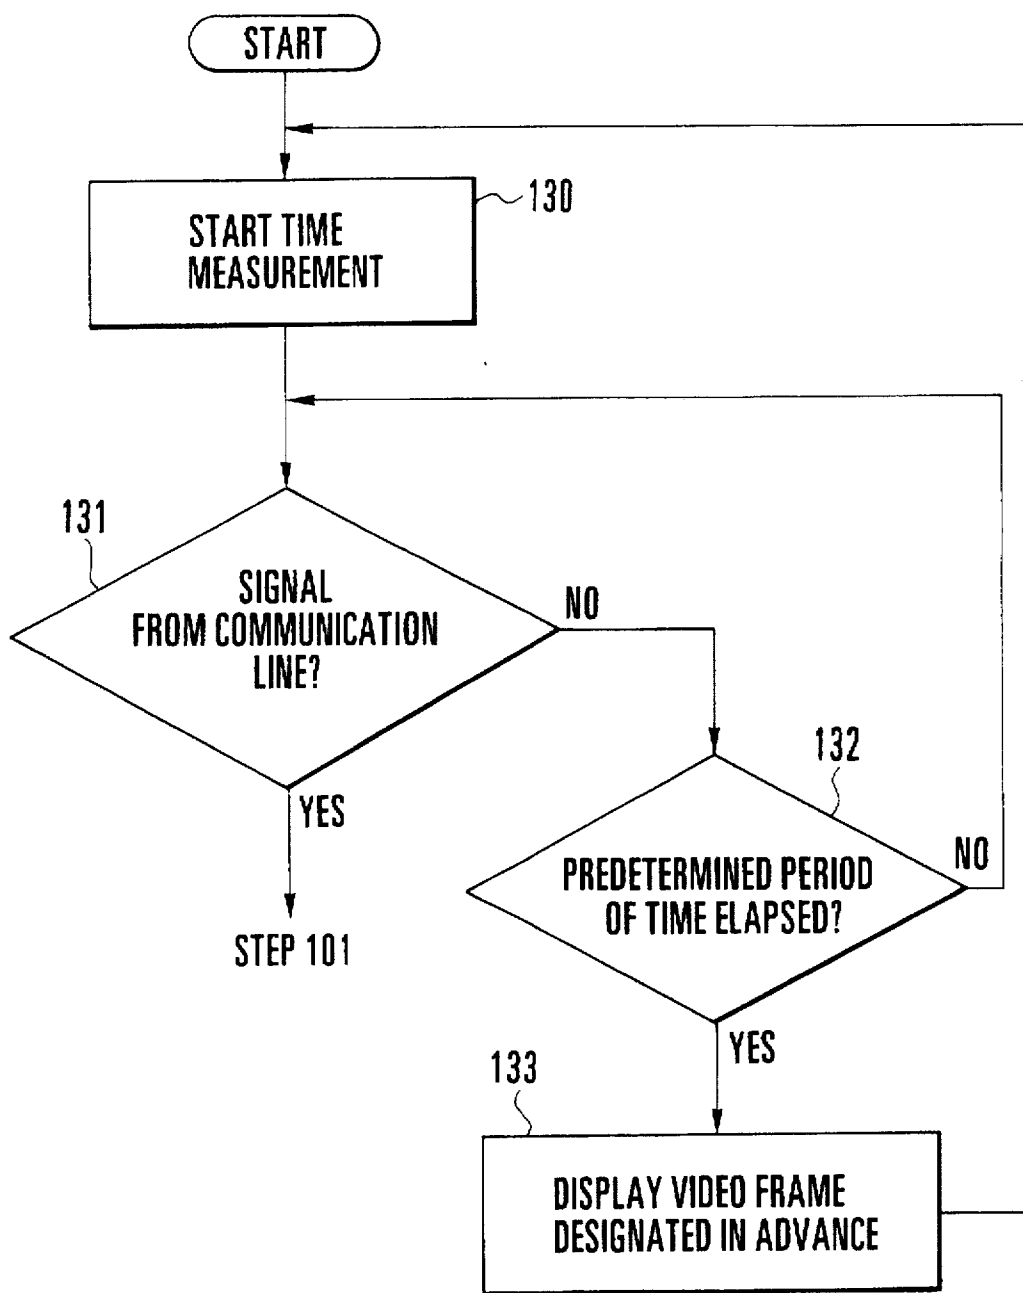 START
130
START TIME
MEASUREMENT
131
SIGNAL
FROM COMMUNICATION
LINE?
NO
YES
STEP 101
132
PREDETERMINED PERIOD
OF TIME ELAPSED?
NO
YES
133
DISPLAY VIDEO FRAME
DESIGNATED IN ADVANCE